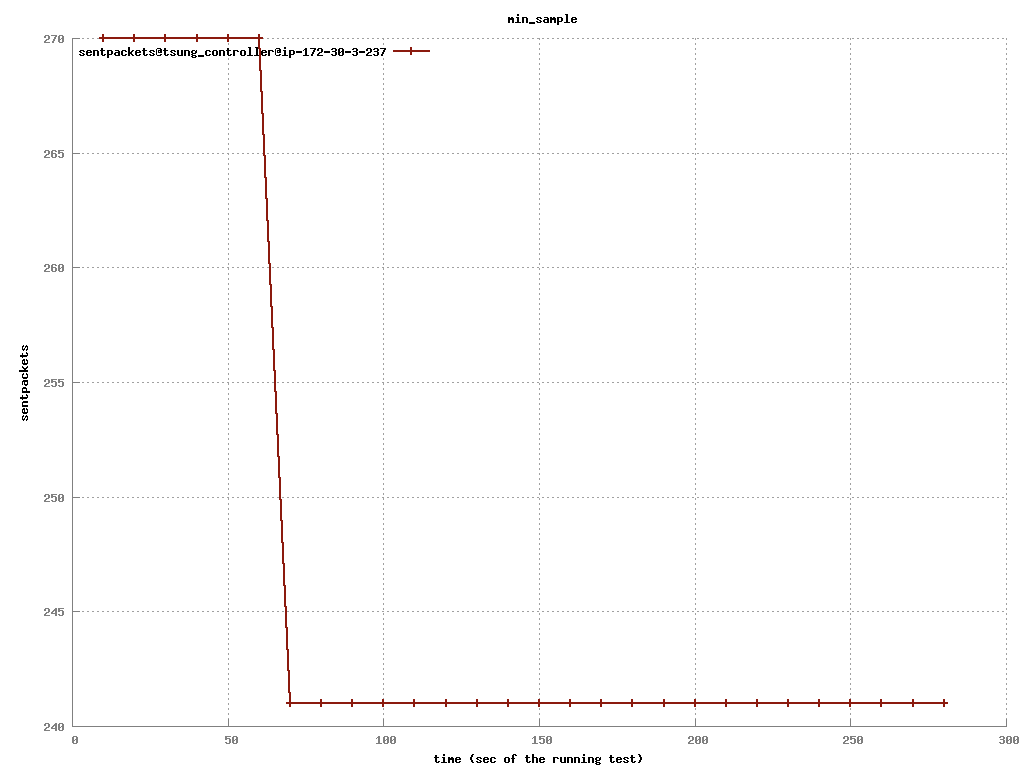 min_sample
270
sentpackets@tsung_controller@ip-172-30-3-237
265
260
255
sentpackets
250
245
240
0 50 100 150 200 250 300
time (sec of the running test)